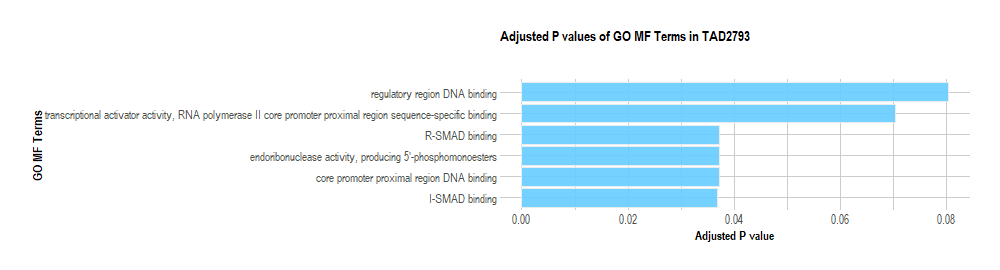 Adjusted P values of GO MF Terms in TAD2793
GO MF Terms
regulatory region DNA binding
transcriptional activator activity, RNA polymerase II core promoter proximal region sequence-specific binding
R-SMAD binding
endoribonuclease activity, producing 5'-phosphomonoesters
core promoter proximal region DNA binding
I-SMAD binding
0.00 0.02 0.04 0.06 0.08
Adjusted P value